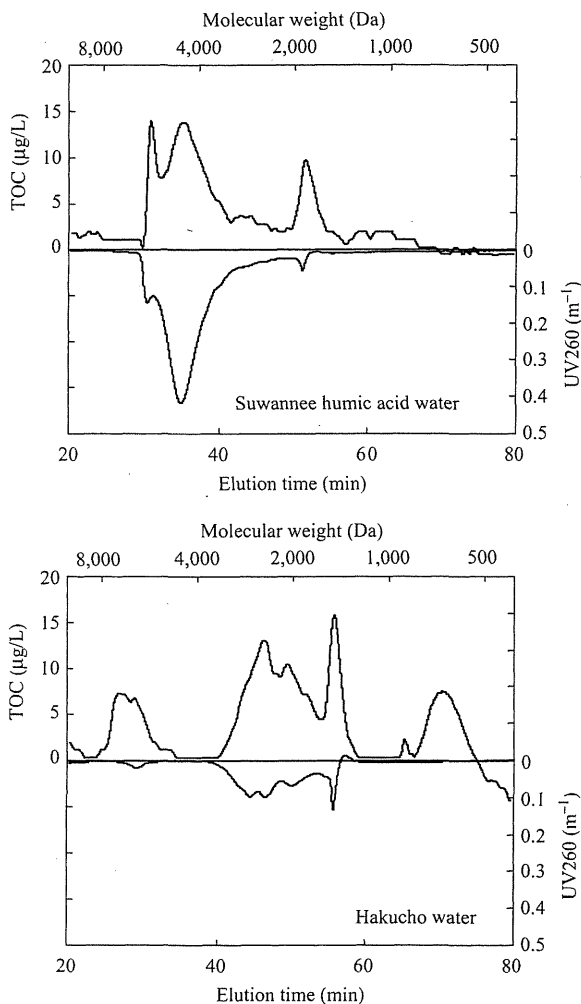 Molecular weight (Da)
8,000 4,000 2,000 1,000 500
20
15
10
5
0
TOC (µg/L)
0
0.1
0.2
0.3
0.4
0.5
UV260 (m⁻¹)
Suwannee humic acid water
20 40 60 80
Elution time (min)
Molecular weight (Da)
8,000 4,000 2,000 1,000 500
20
15
10
5
0
TOC (µg/L)
0
0.1
0.2
0.3
0.4
0.5
UV260 (m⁻¹)
Hakucho water
20 40 60 80
Elution time (min)